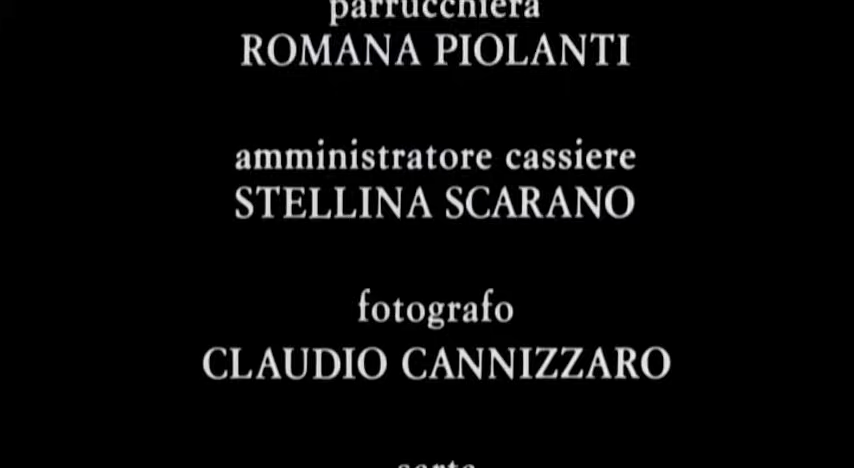 parrucchiera
ROMANA PIOLANTI
amministratore cassiere
STELLINA SCARANO
fotografo
CLAUDIO CANNIZZARO